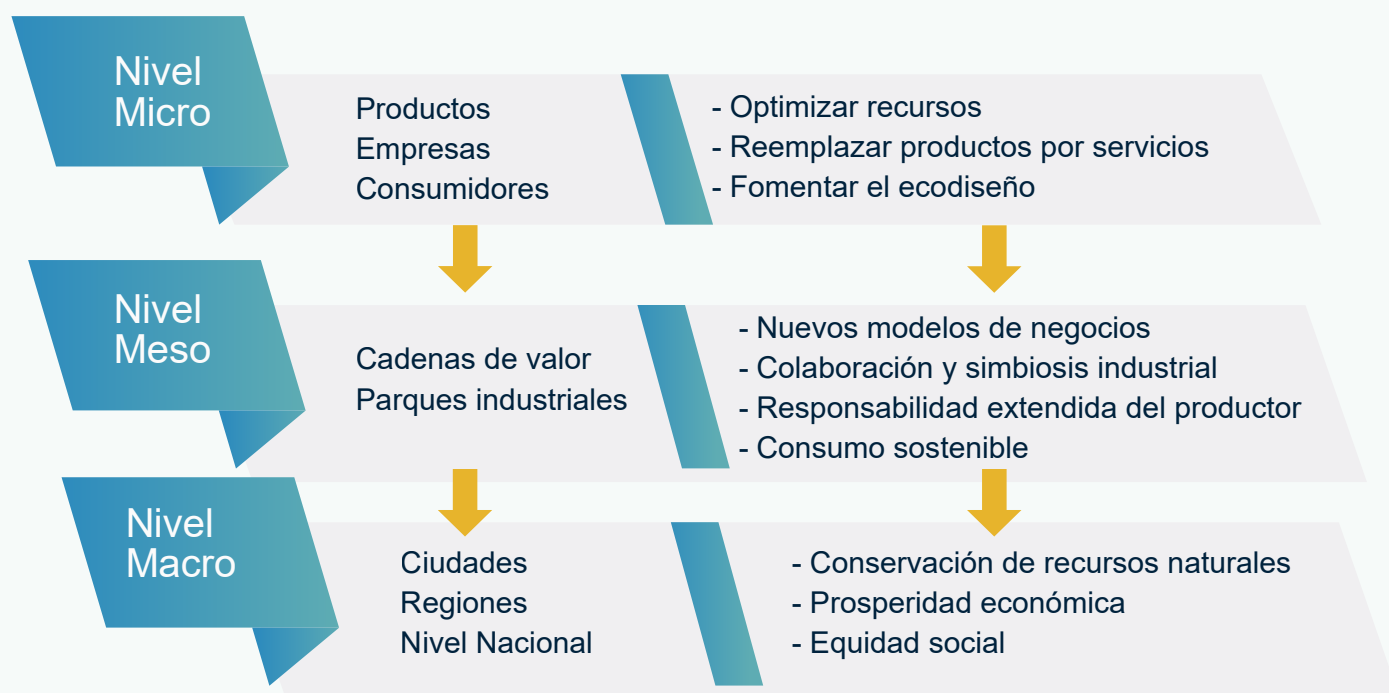 Nivel
Micro
Productos
Empresas
Consumidores
- Optimizar recursos
- Reemplazar productos por servicios
- Fomentar el ecodiseño
Nivel
Meso
Cadenas de valor
Parques industriales
- Nuevos modelos de negocios
- Colaboración y simbiosis industrial
- Responsabilidad extendida del productor
- Consumo sostenible
Nivel
Macro
Ciudades
Regiones
Nivel Nacional
- Conservación de recursos naturales
- Prosperidad económica
- Equidad social